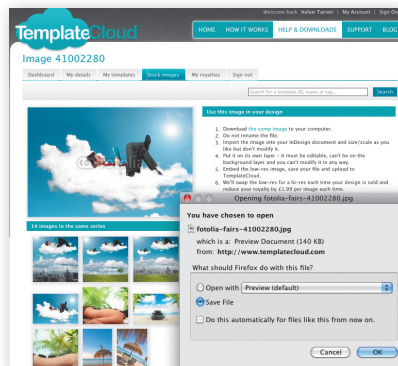 Welcome back helen Tarver | My Account | Sign Ou
TemplateCloud
HOME HOW IT WORKS HELP & DOWNLOADS SUPPORT BLOG
Image 41002280
Dashboard My details My templates Stock images My royalties Sign out
Search for a template ID, name or tag... Search
Use this image in your design
1. Download the comp image to your computer.
2. Do not rename the file.
3. Import the image into your InDesign document and size/scale as you
like but don't modify it.
4. Put it on its own layer - it must be editable, can't be on the
background layer and you can't modify it in any way.
5. Embed the low-res image, save your file and upload to
TemplateCloud.
6. We'll swap the low-res for a hi-res each time your design is sold and
reduce your royalty by £1.99 per image each time.
14 images in the same series
Opening fotolia-fairs-41002280.jpg
You have chosen to open
fotolia-fairs-41002280.jpg
which is a: Preview Document (140 KB)
from: http://www.templatecloud.com
What should Firefox do with this file?
Open with Preview (default)
Save File
Do this automatically for files like this from now on.
Cancel OK